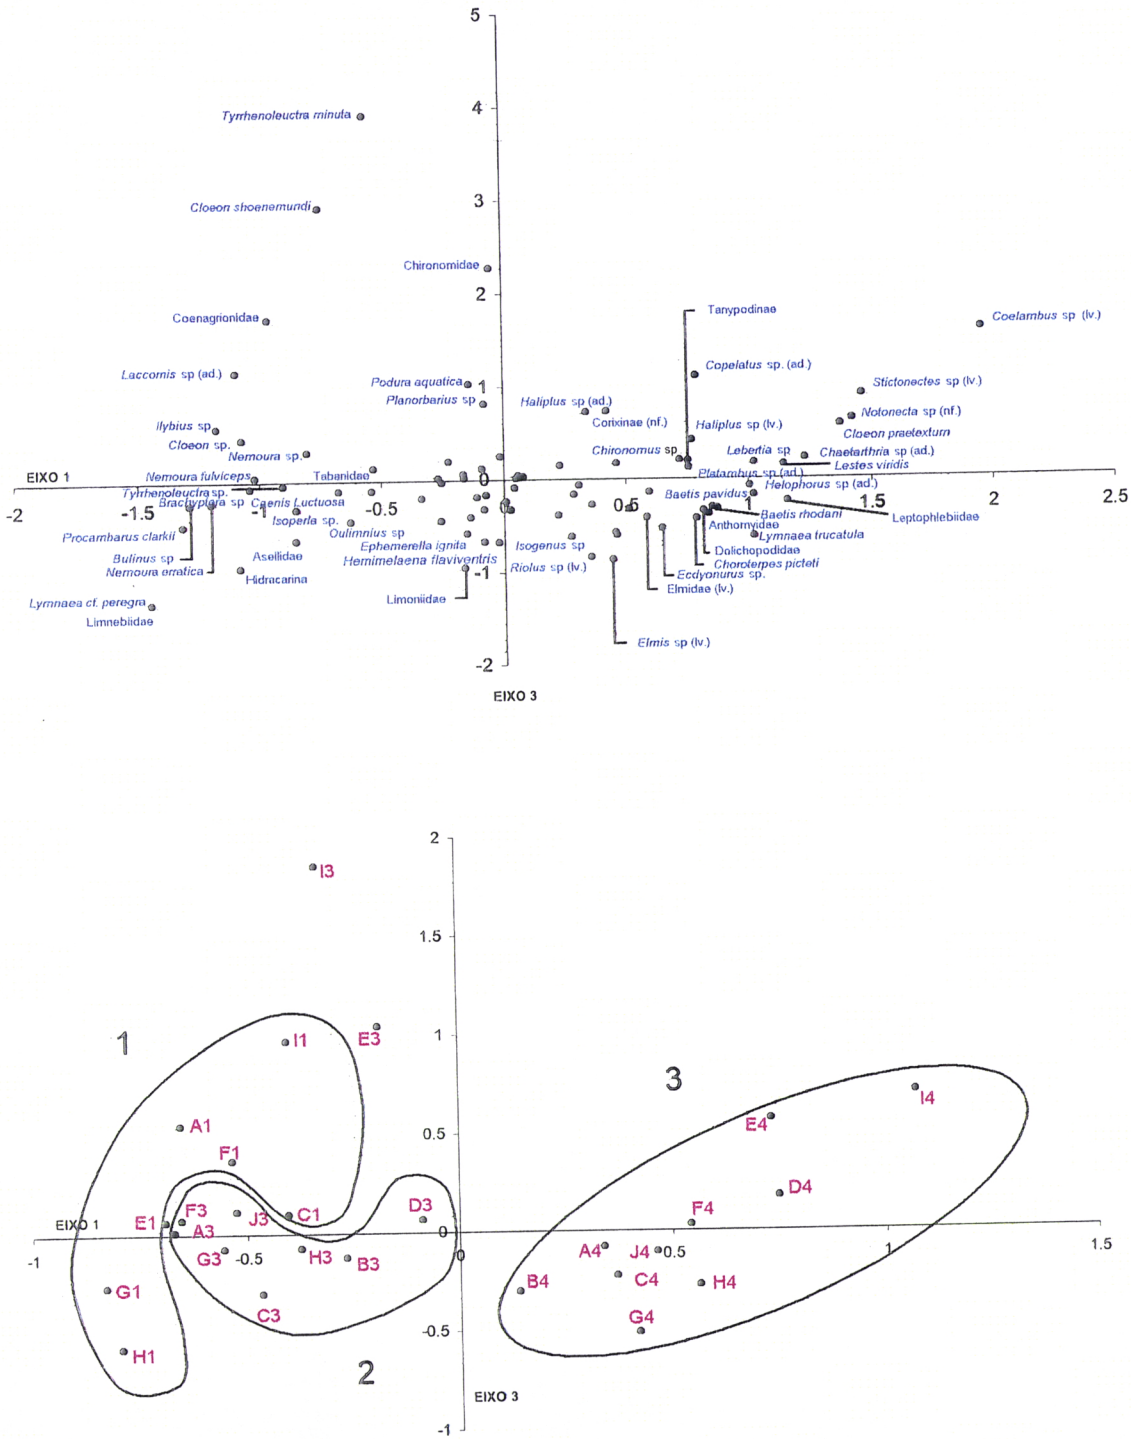 5
4
Tyrrhenoleuctra minuta
3
Cloeon shoenemundi
Chironomidae
2
Coenagrionidae
Tanypodinae
Coelambus sp (lv.)
Laccornis sp (ad.)
Podura aquatica
1
Copelatus sp. (ad.)
Stictonectes sp (lv.)
Planorbarius sp
Haliplus sp (ad.)
Notonecta sp (nf.)
Ilybius sp
Corixinae (nf.)
Haliplus sp (lv.)
Cloeon praetextum
Cloeon sp.
Nemoura sp.
Chironomus sp
Lebertia sp
Chaetarthria sp (ad.)
Lestes viridis
EIXO 1
Nemoura fulviceps
Tabanidae
0
Platambus sp (ad.)
Helophorus sp (ad.)
Tyrrhenoleuctra sp.
Baetis pavidus
-2
-1.5
Brachyptera sp
-1
Caenis Luctuosa
-0.5
0
0.5
1
1.5
2
2.5
Isoperla sp.
Baetis rhodani
Leptophlebiidae
Procambarus clarkii
Oulimnius sp
Anthomyidae
Lymnaea trucatula
Bulinus sp
Asellidae
Ephemerella ignita
Isogenus sp
Dolichopodidae
Nemoura erratica
Hidracarina
Hemimelaena flaviventris
Riolus sp (lv.)
Choroterpes picteti
-1
Ecdyonurus sp.
Lymnaea cf. peregra
Limoniidae
Elmidae (lv.)
Limnebiidae
Elmis sp (lv.)
-2
EIXO 3
2
I3
1.5
1
I1
E3
1
3
I4
A1
0.5
E4
F1
D4
E1
F3
J3
C1
D3
F4
EIXO 1
A3
0
-1
G3
-0.5
H3
B3
0
A4
J4
0.5
1
1.5
G1
B4
C4
H4
C3
G4
-0.5
H1
2
EIXO 3
-1